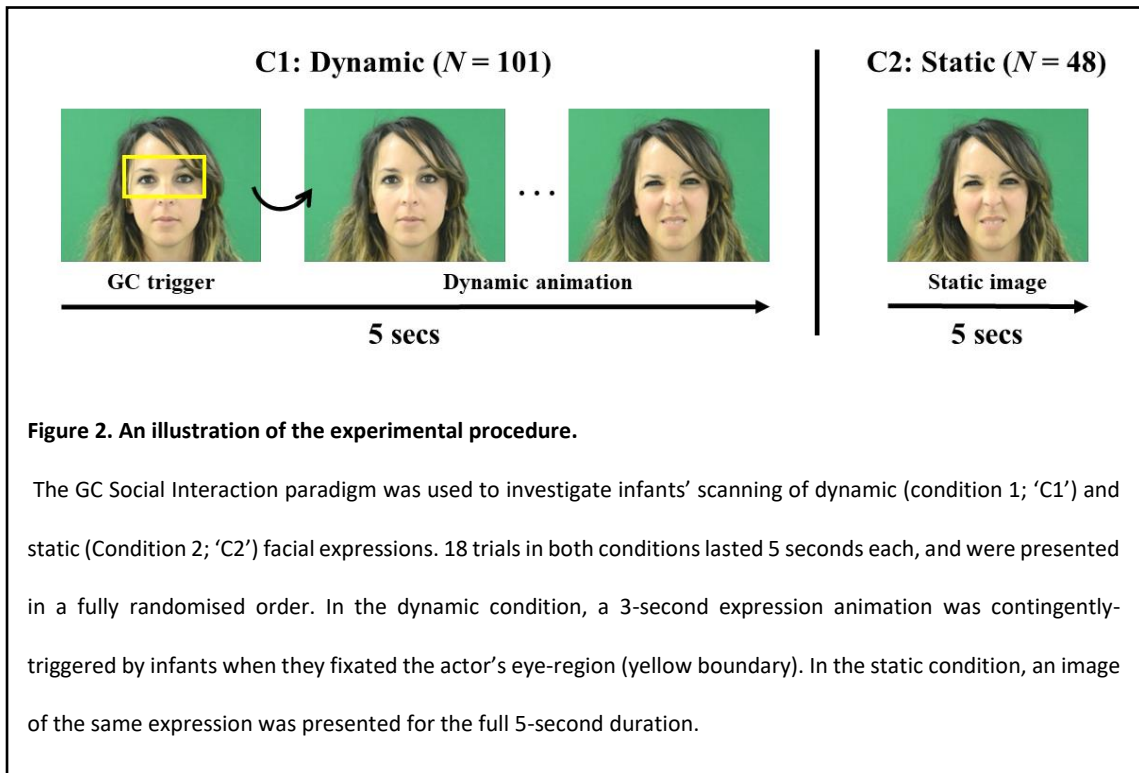 C1: Dynamic (N = 101)
C2: Static (N = 48)
...
GC trigger
Dynamic animation
Static image
5 secs
5 secs
Figure 2. An illustration of the experimental procedure.
The GC Social Interaction paradigm was used to investigate infants’ scanning of dynamic (condition 1; ‘C1’) and
static (Condition 2; ‘C2’) facial expressions. 18 trials in both conditions lasted 5 seconds each, and were presented
in a fully randomised order. In the dynamic condition, a 3-second expression animation was contingently-
triggered by infants when they fixated the actor’s eye-region (yellow boundary). In the static condition, an image
of the same expression was presented for the full 5-second duration.